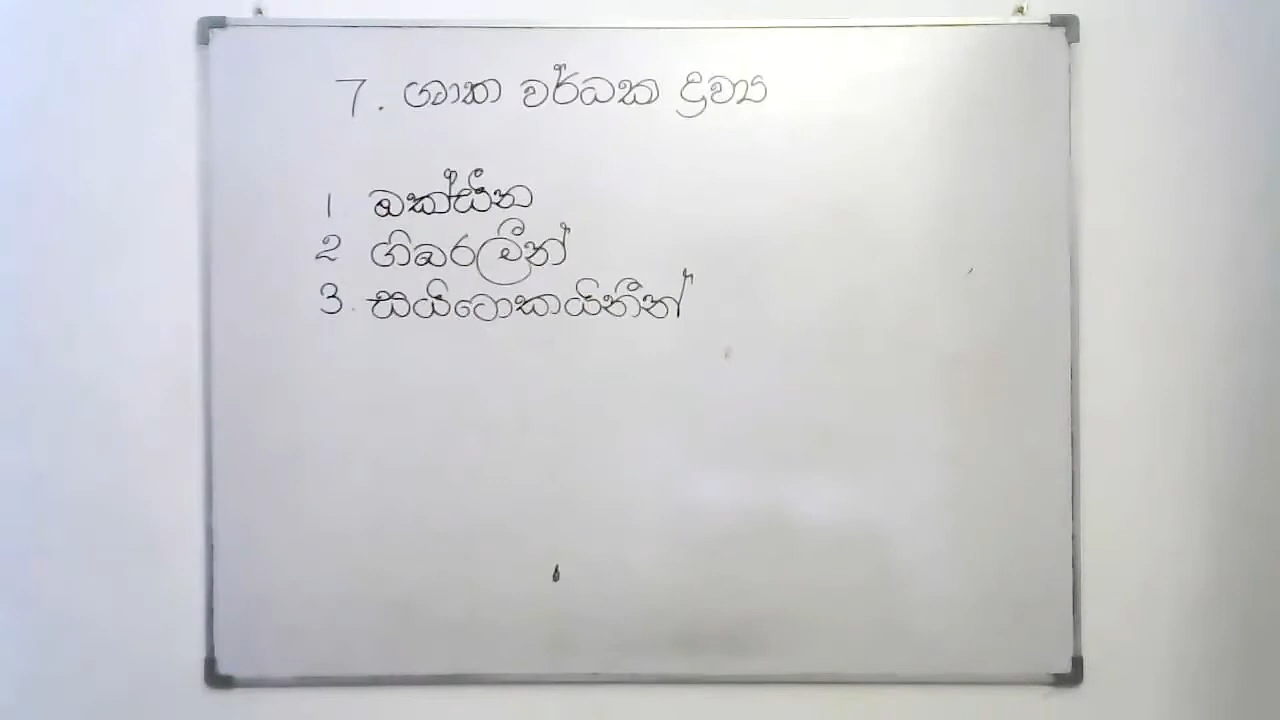 7. ශාක වර්ධක ද්‍රව්‍ය
1 ඔක්සීන
2 ගිබරලීන්
3. සයිටොකයිනීන්